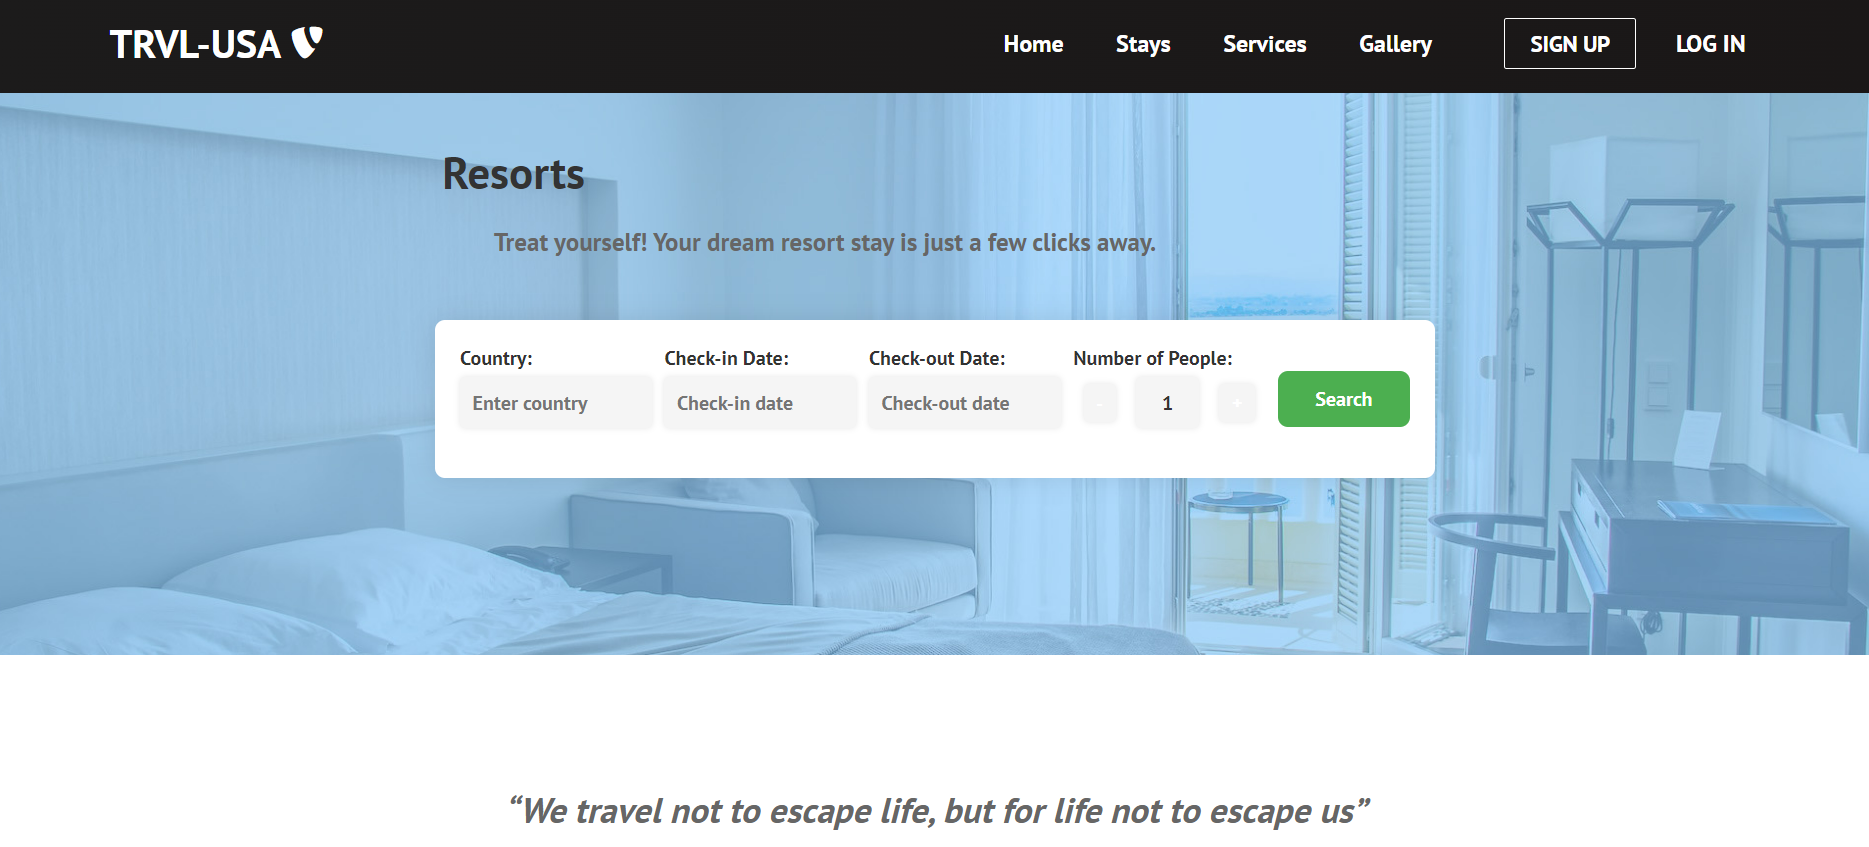 TRVL-USA
Home Stays Services Gallery SIGN UP LOG IN
Resorts
Treat yourself! Your dream resort stay is just a few clicks away.
Country: Check-in Date: Check-out Date: Number of People:
Enter country Check-in date Check-out date - 1 + Search
“We travel not to escape life, but for life not to escape us”